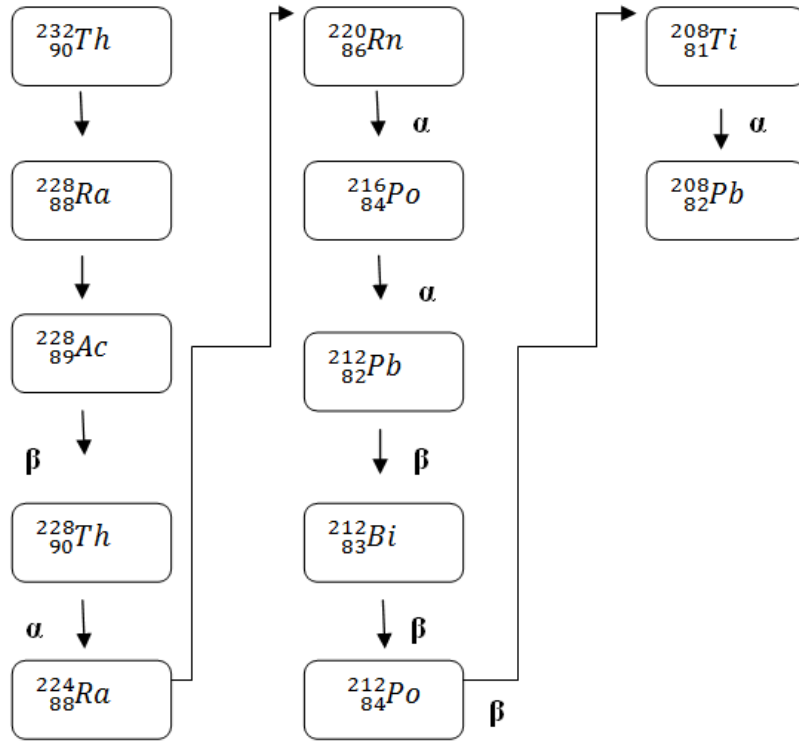 ²³²₉₀Th
²²⁸₈₈Ra
²²⁸₈₉Ac
β
²²⁸₉₀Th
α
²²⁴₈₈Ra
²²⁰₈₆Rn
α
²¹⁶₈₄Po
α
²¹²₈₂Pb
β
²¹²₈₃Bi
β
²¹²₈₄Po
β
²⁰⁸₈₁Ti
α
²⁰⁸₈₂Pb